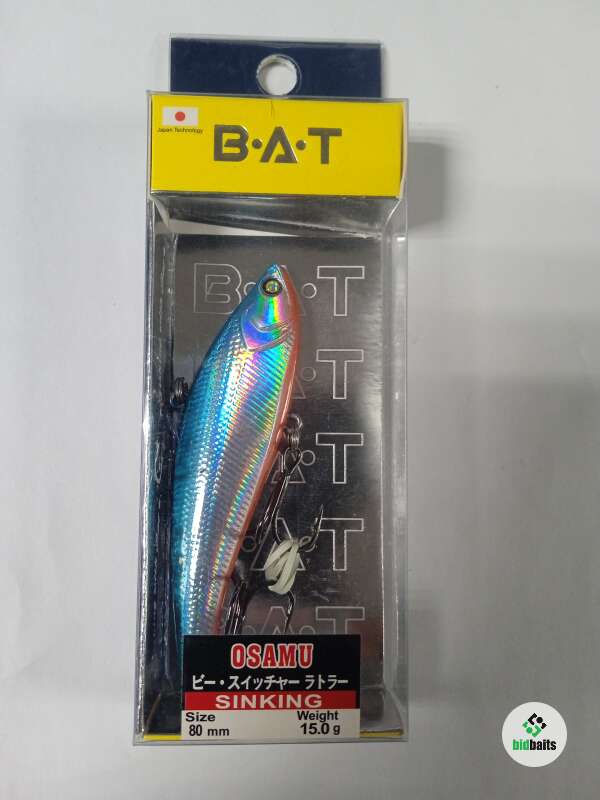 B·A·T
Japan Technology
B·A·T
A·T
A·T
A·T
A·T
OSAMU
ビー・スイッチャー ラトラー
SINKING
Size
Weight
80 mm
15.0 g
bidbaits